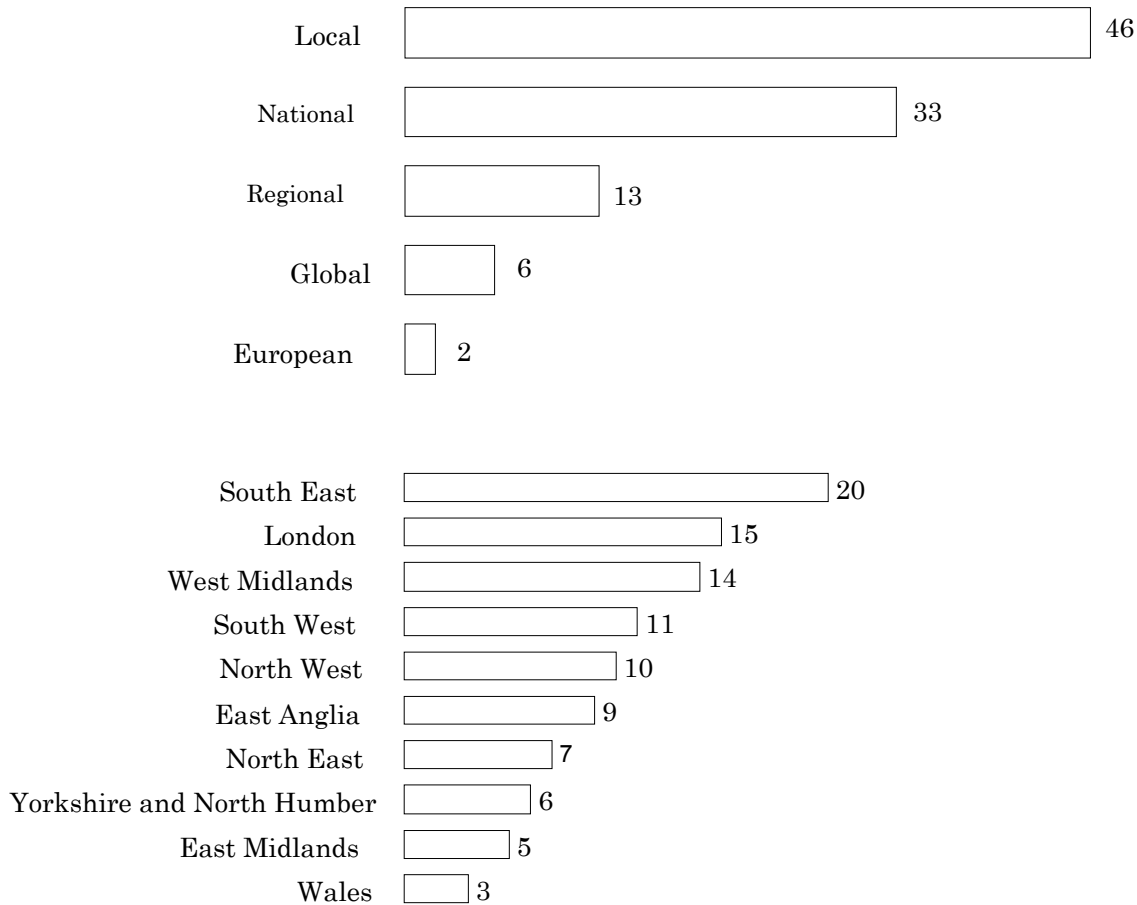 Local 46
National 33
Regional 13
Global 6
European 2
South East 20
London 15
West Midlands 14
South West 11
North West 10
East Anglia 9
North East 7
Yorkshire and North Humber 6
East Midlands 5
Wales 3